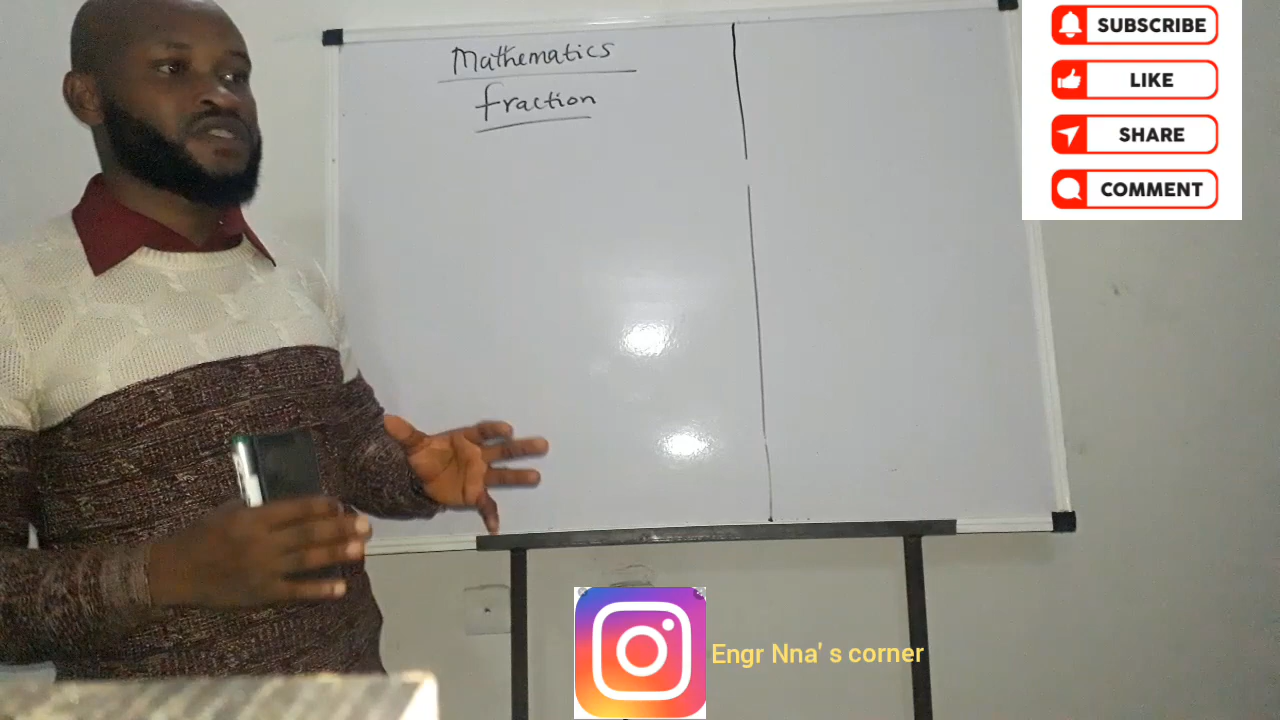 Mathematics
fraction
SUBSCRIBE
LIKE
SHARE
COMMENT
Engr Nna' s corner